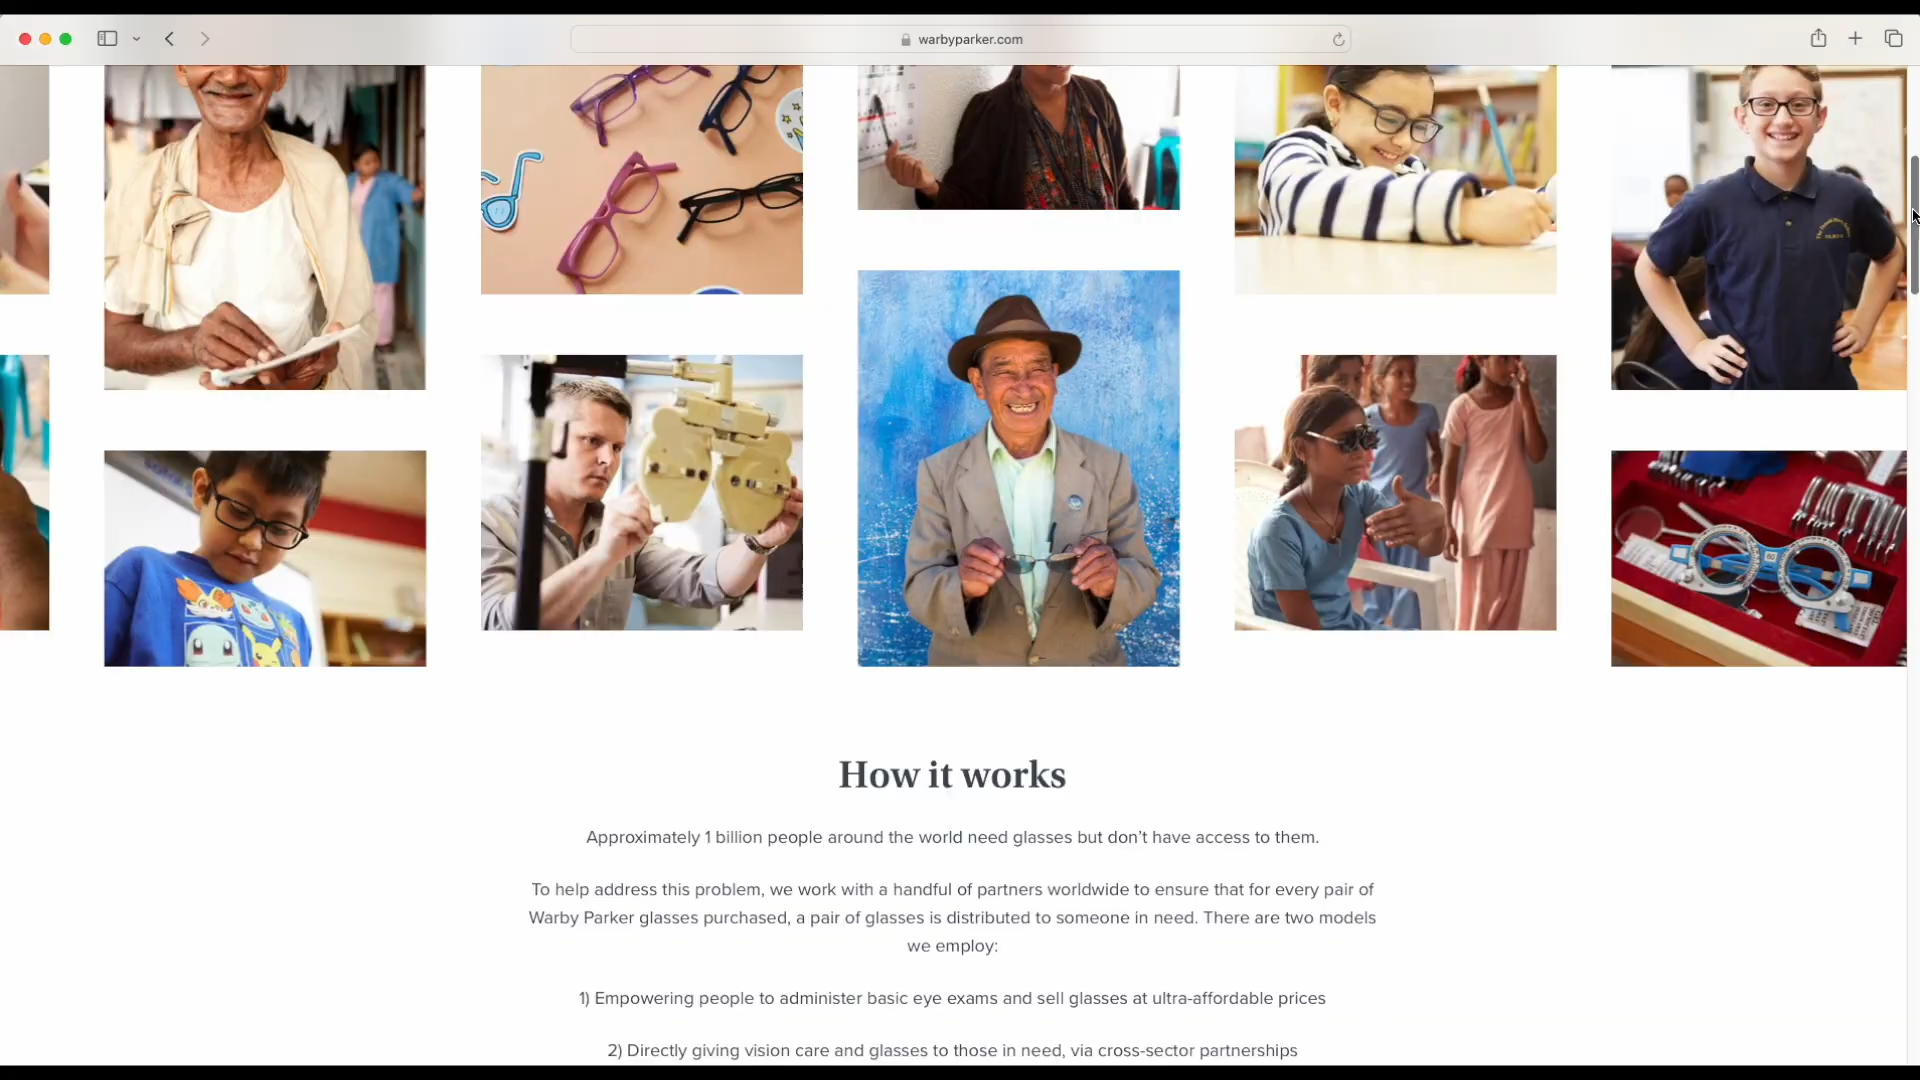 warbyparker.com
How it works
Approximately 1 billion people around the world need glasses but don't have access to them.
To help address this problem, we work with a handful of partners worldwide to ensure that for every pair of
Warby Parker glasses purchased, a pair of glasses is distributed to someone in need. There are two models
we employ:
1) Empowering people to administer basic eye exams and sell glasses at ultra-affordable prices
2) Directly giving vision care and glasses to those in need, via cross-sector partnerships